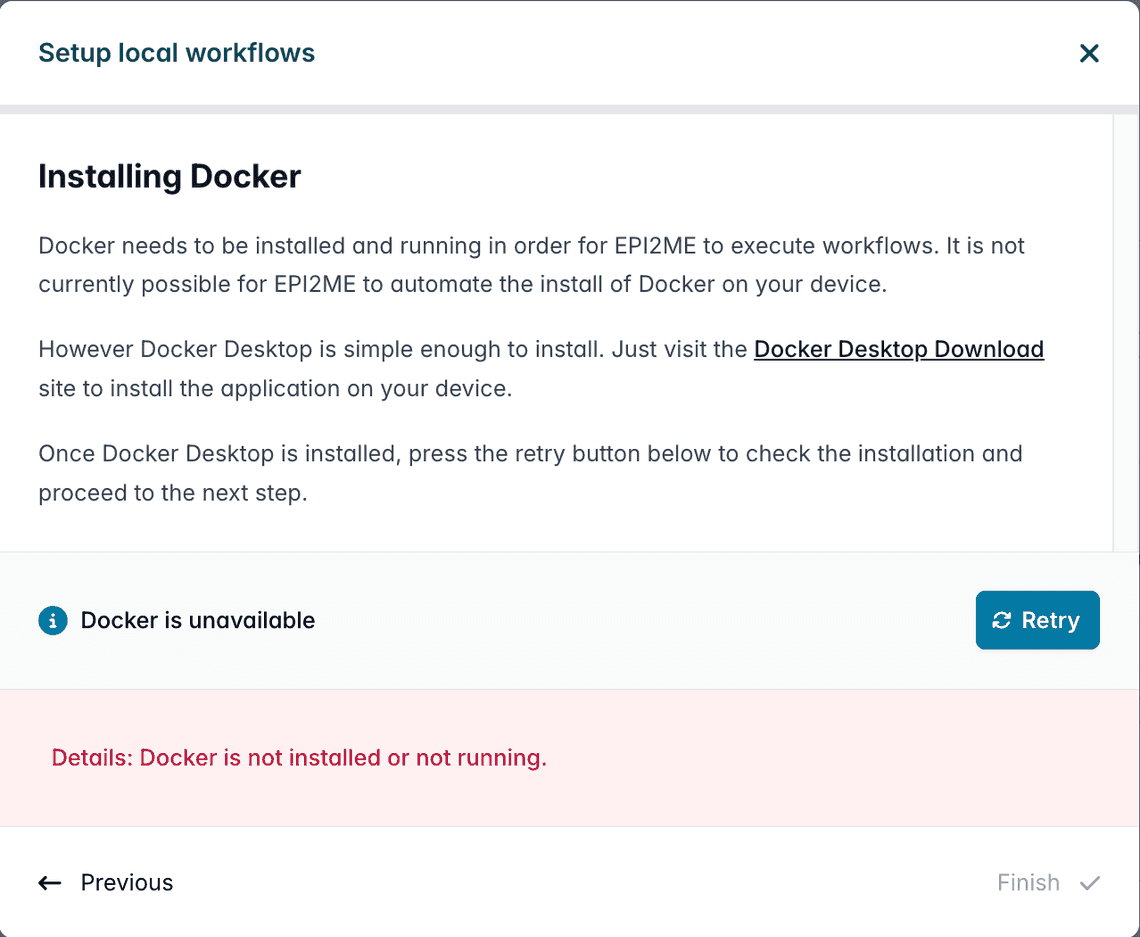 Setup local workflows
Installing Docker
Docker needs to be installed and running in order for EPI2ME to execute workflows. It is not
currently possible for EPI2ME to automate the install of Docker on your device.
However Docker Desktop is simple enough to install. Just visit the Docker Desktop Download
site to install the application on your device.
Once Docker Desktop is installed, press the retry button below to check the installation and
proceed to the next step.
Docker is unavailable
Retry
Details: Docker is not installed or not running.
Previous
Finish